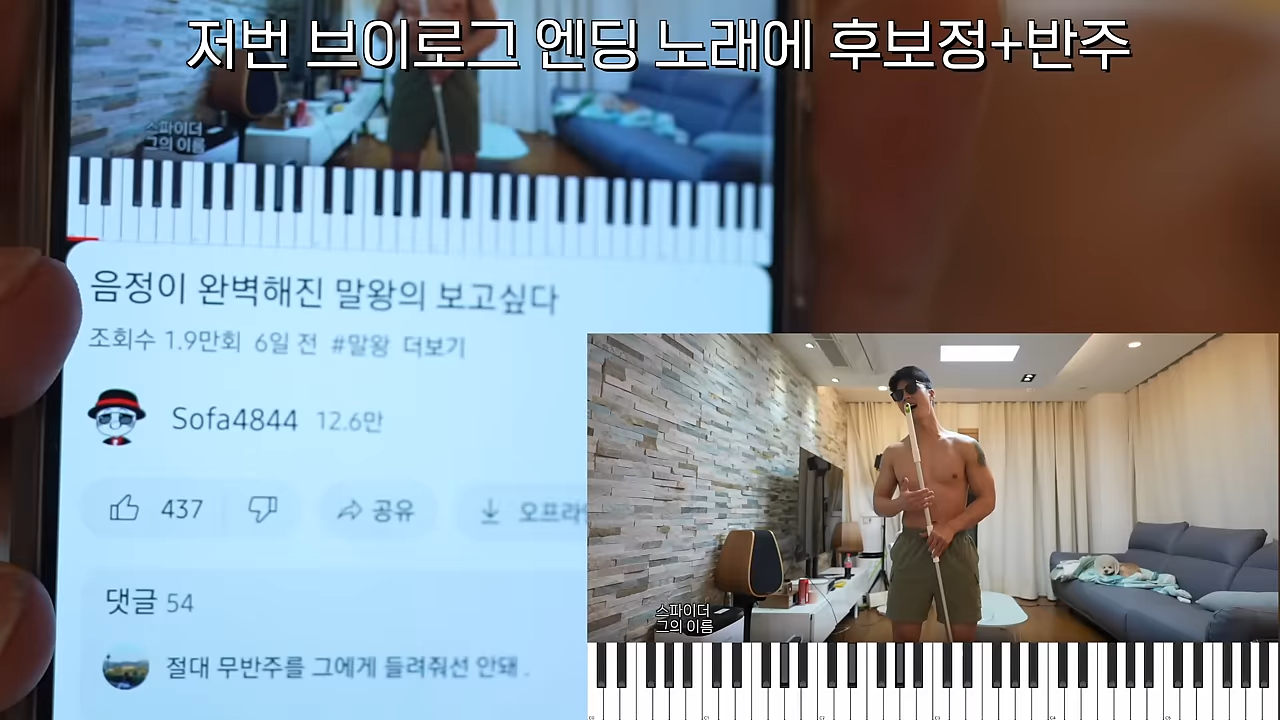 저번 브이로그 엔딩 노래에 후보정+반주
스파이더
그의 이름
음정이 완벽해진 말왕의 보고싶다
조회수 1.9만회 6일 전 #말왕 더보기
Sofa4844 12.6만
437 공유
댓글 54
절대 무반주를 그에게 들려줘선 안돼.
스파이더
그의 이름